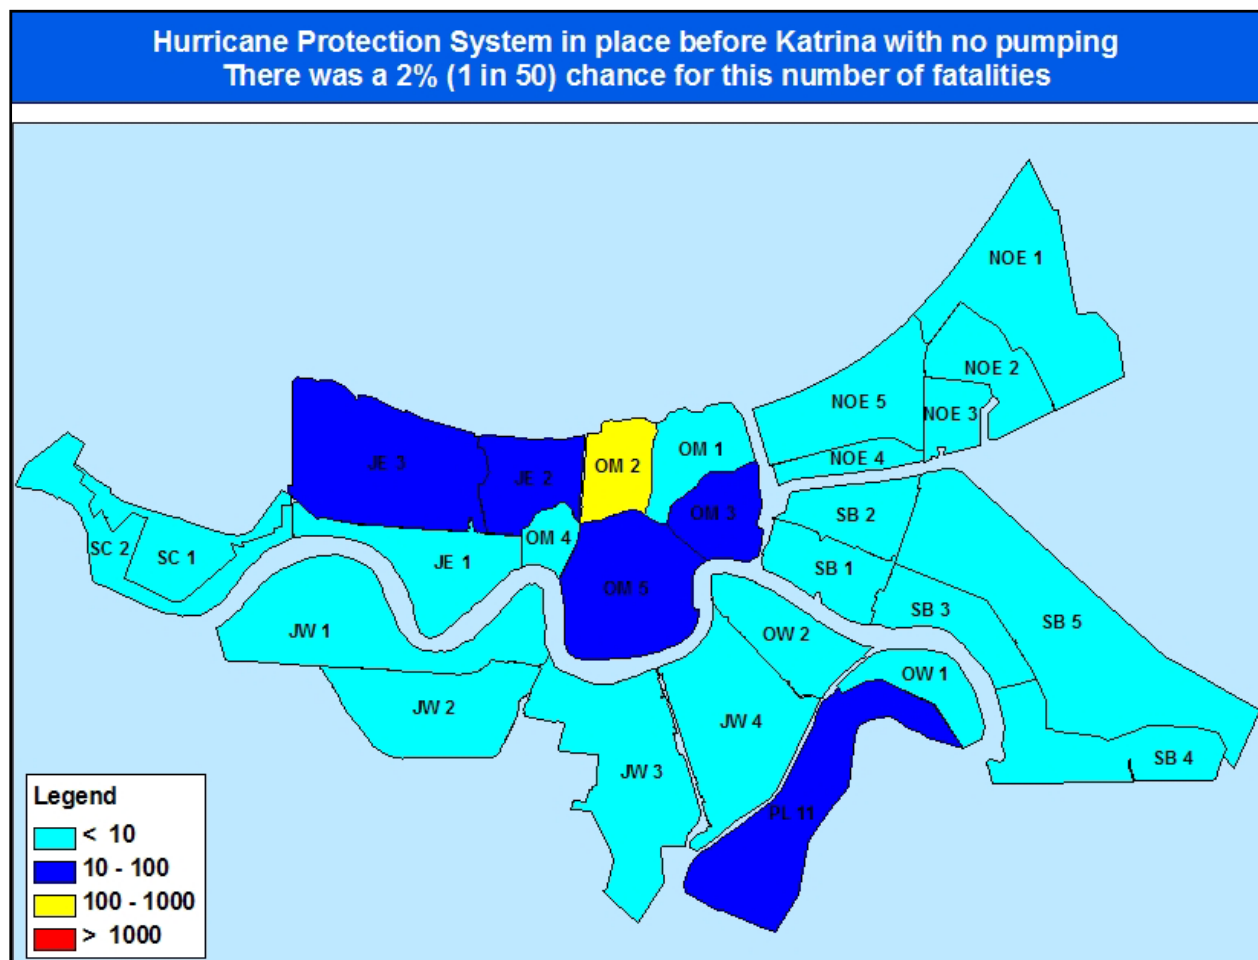 Hurricane Protection System in place before Katrina with no pumping
There was a 2% (1 in 50) chance for this number of fatalities
NOE 1
NOE 2
NOE 5
NOE 3
OM 1
NOE 4
JE 3
JE 2
OM 2
OM 3
SB 2
OM 4
SC 2
SC 1
JE 1
SB 1
OM 5
SB 3
SB 5
JW 1
OW 2
OW 1
JW 2
JW 4
SB 4
JW 3
PL 11
Legend
< 10
10 - 100
100 - 1000
> 1000